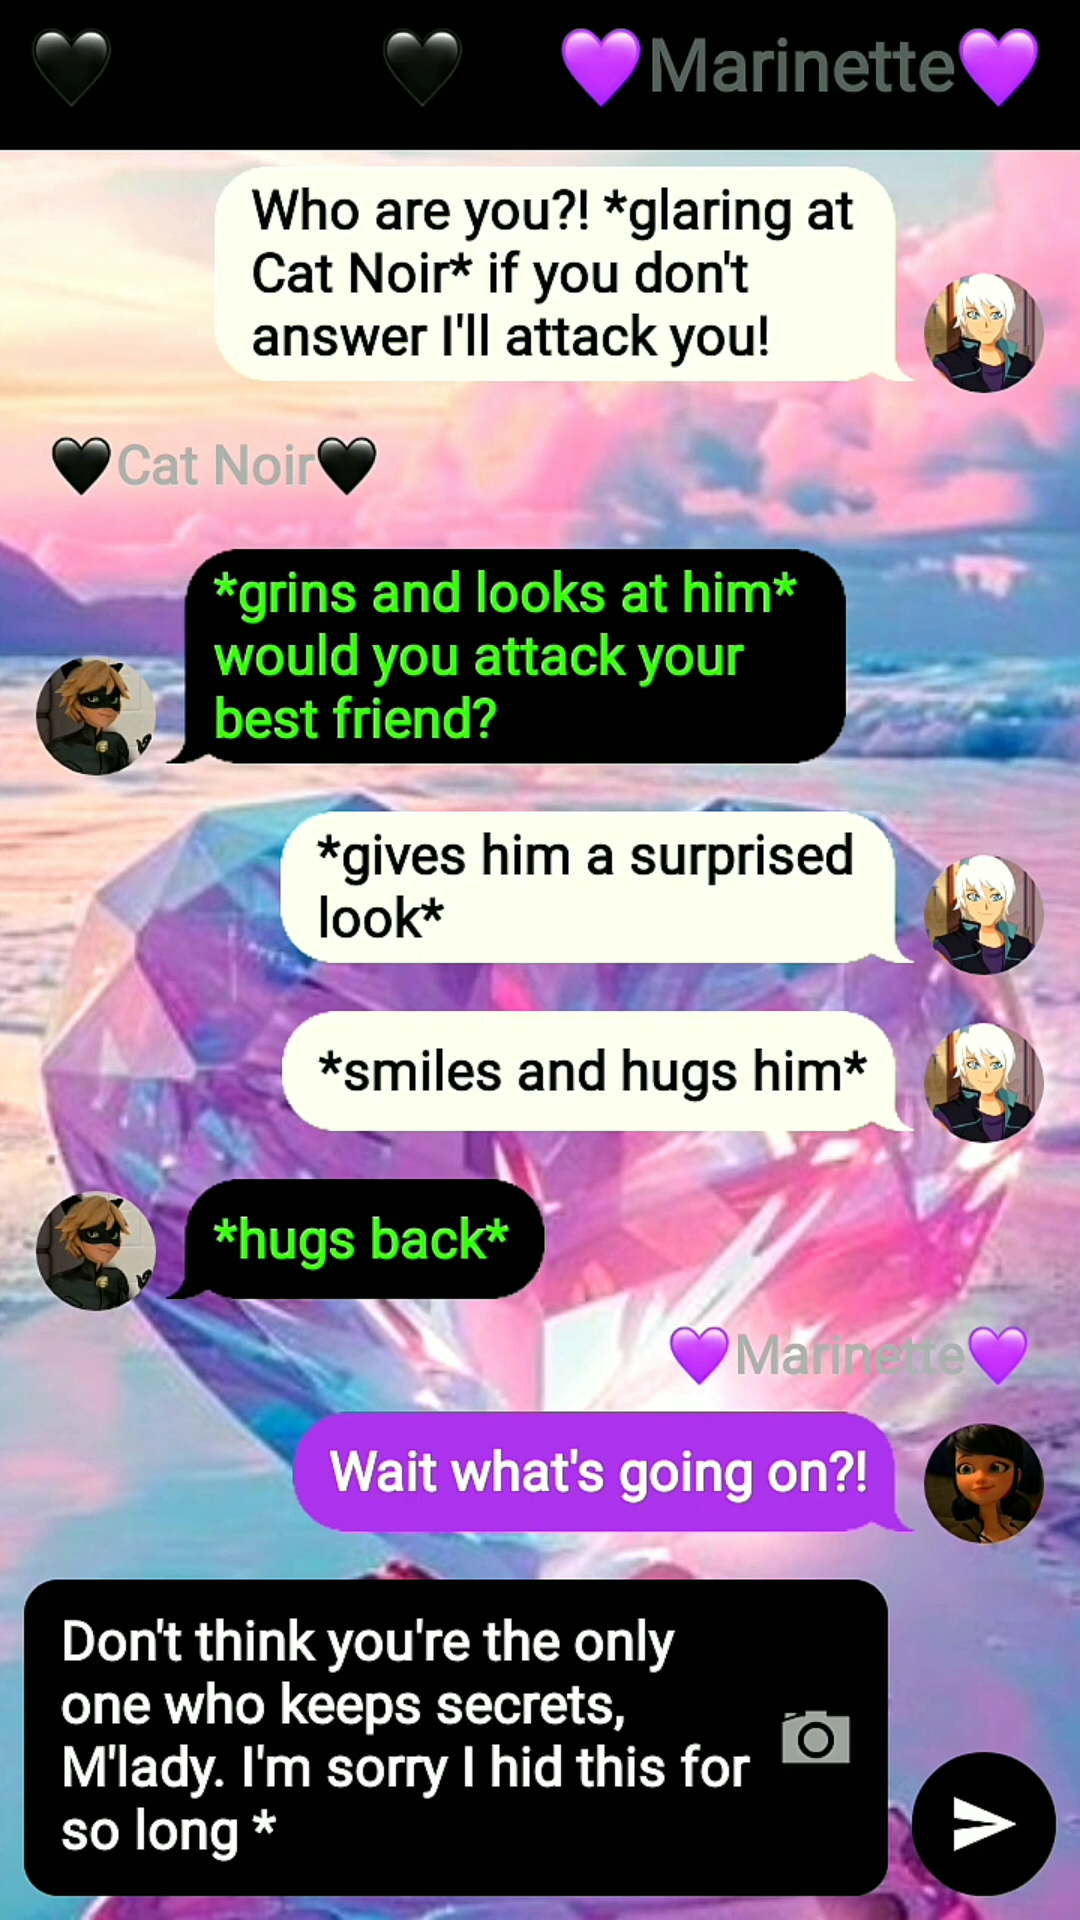 🖤 🖤 💜Marinette💜
Who are you?! *glaring at
Cat Noir* if you don't
answer I'll attack you!
🖤Cat Noir🖤
*grins and looks at him*
would you attack your
best friend?
*gives him a surprised
look*
*smiles and hugs him*
*hugs back*
💜Marinette💜
Wait what's going on?!
Don't think you're the only
one who keeps secrets,
M'lady. I'm sorry I hid this for
so long *